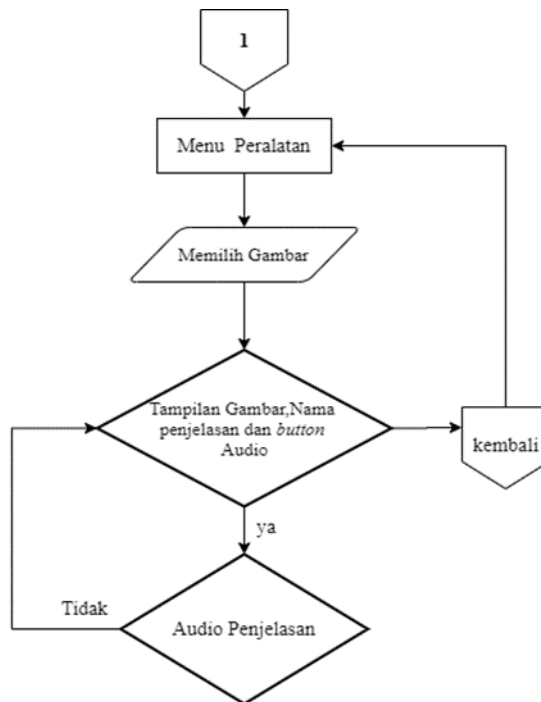 1
Menu Peralatan
Memilih Gambar
Tampilan Gambar,Nama
penjelasan dan button
Audio
kembali
ya
Tidak
Audio Penjelasan